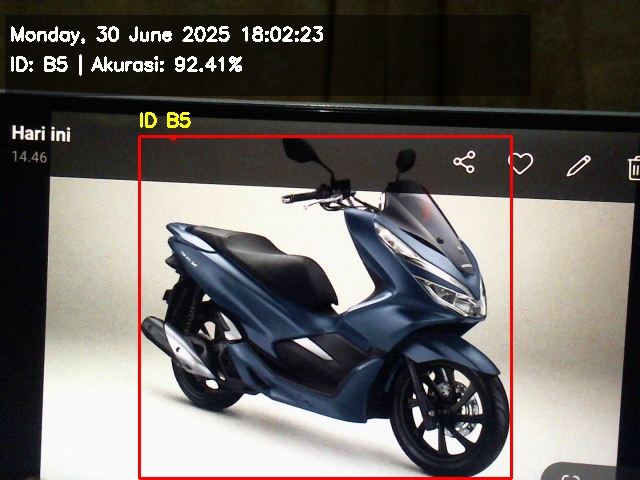 Monday, 30 June 2025 18:02:23
ID: B5 | Akurasi: 92.41%
ID B5
Hari ini
14.46